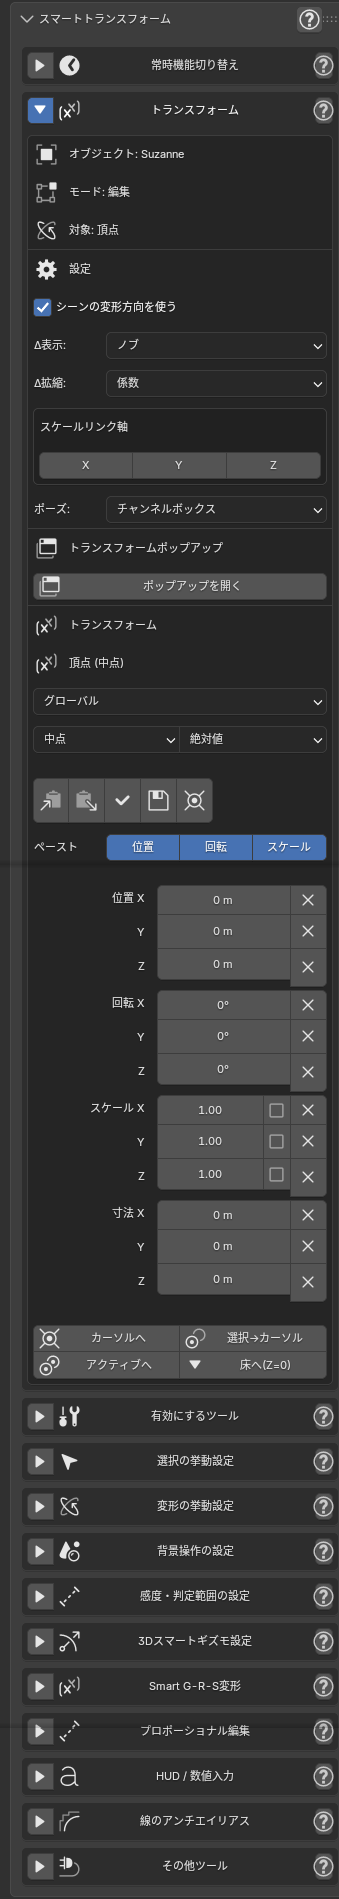 スマートトランスフォーム
常時機能切り替え
トランスフォーム
オブジェクト: Suzanne
モード: 編集
対象: 頂点
設定
シーンの変形方向を使う
Δ表示: ノブ
Δ拡縮: 係数
スケールリンク軸
X Y Z
ポーズ: チャンネルボックス
トランスフォームポップアップ
ポップアップを開く
トランスフォーム
頂点 (中点)
グローバル
中点 絶対値
ペースト 位置 回転 スケール
位置 X 0 m
Y 0 m
Z 0 m
回転 X 0°
Y 0°
Z 0°
スケール X 1.00
Y 1.00
Z 1.00
寸法 X 0 m
Y 0 m
Z 0 m
カーソルへ 選択→カーソル
アクティブへ 床へ(Z=0)
有効にするツール
選択の挙動設定
変形の挙動設定
背景操作の設定
感度・判定範囲の設定
3Dスマートギズモ設定
Smart G-R-S変形
プロポーショナル編集
HUD / 数値入力
線のアンチエイリアス
その他ツール